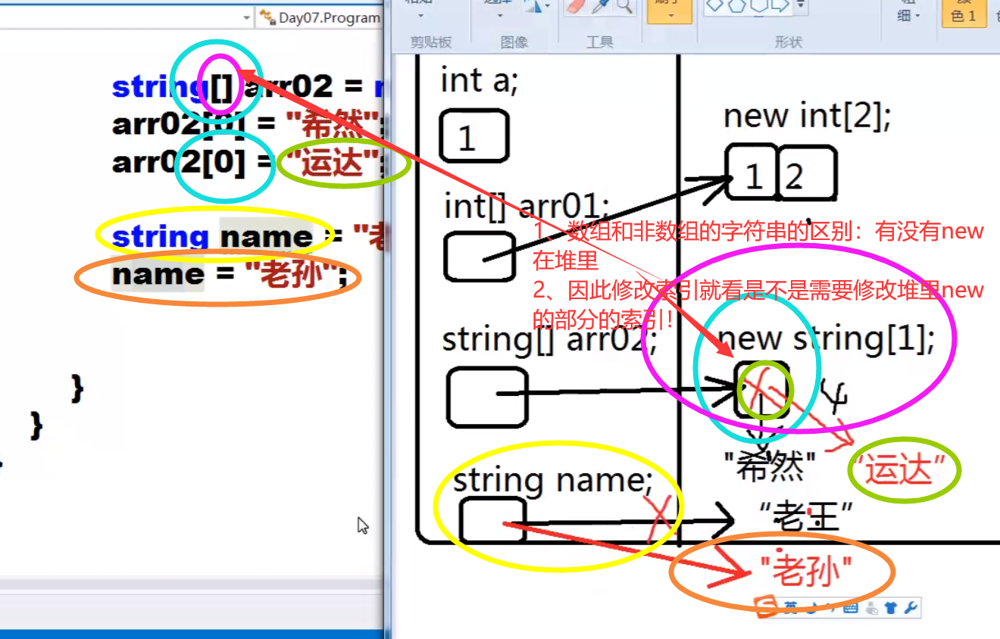 Day07.Program
string[] arr02 =
arr02[0] = "希然";
arr02[0] = "运达";
string name = "老
name = "老孙";
}
}
剪贴板
图像
工具
形状
细
色 1
int a;
1
new int[2];
1 2
int[] arr01;
1、数组和非数组的字符串的区别：有没有new
在堆里
2、因此修改索引就看是不是需要修改堆里new
的部分的索引！
string[] arr02;
new string[1];
"希然"
“运达”
string name;
“老王”
"老孙"
英